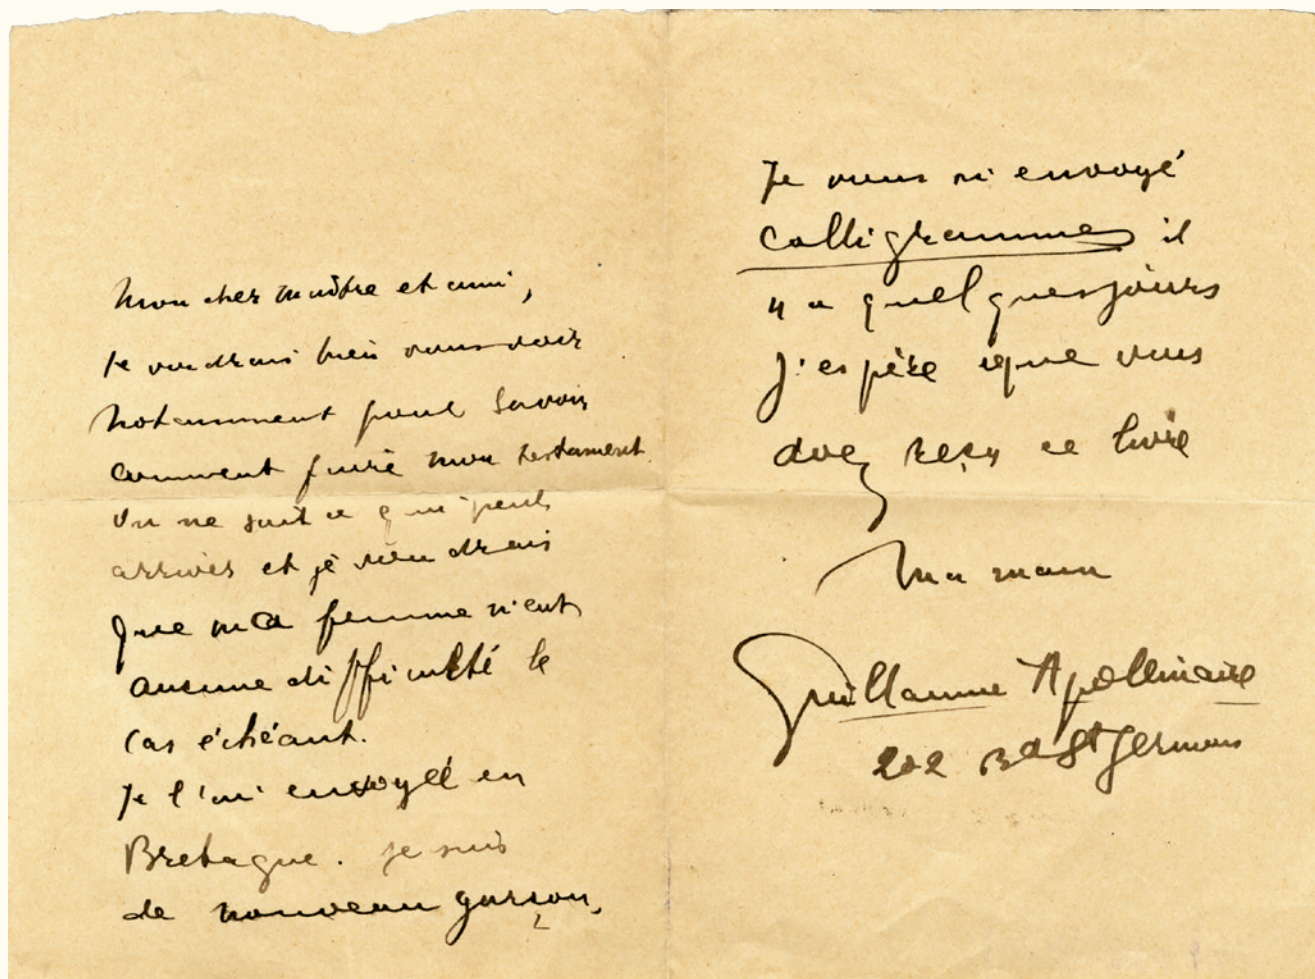 Mon cher maître et ami,
Je voudrais bien vous voir
notamment pour savoir
comment faire mon testament.
On ne sait ce qui peut
arriver et je voudrais
que ma femme n'eut
aucune difficulté le
cas échéant.
Je l'ai envoyée en
Bretagne. Je suis
de nouveau garçon.
Je vous ai envoyé
Calligrammes il
y a quelques jours
J'espère que vous
avez reçu ce livre
Ma main
Guillaume Apollinaire
202 Bd St Germain